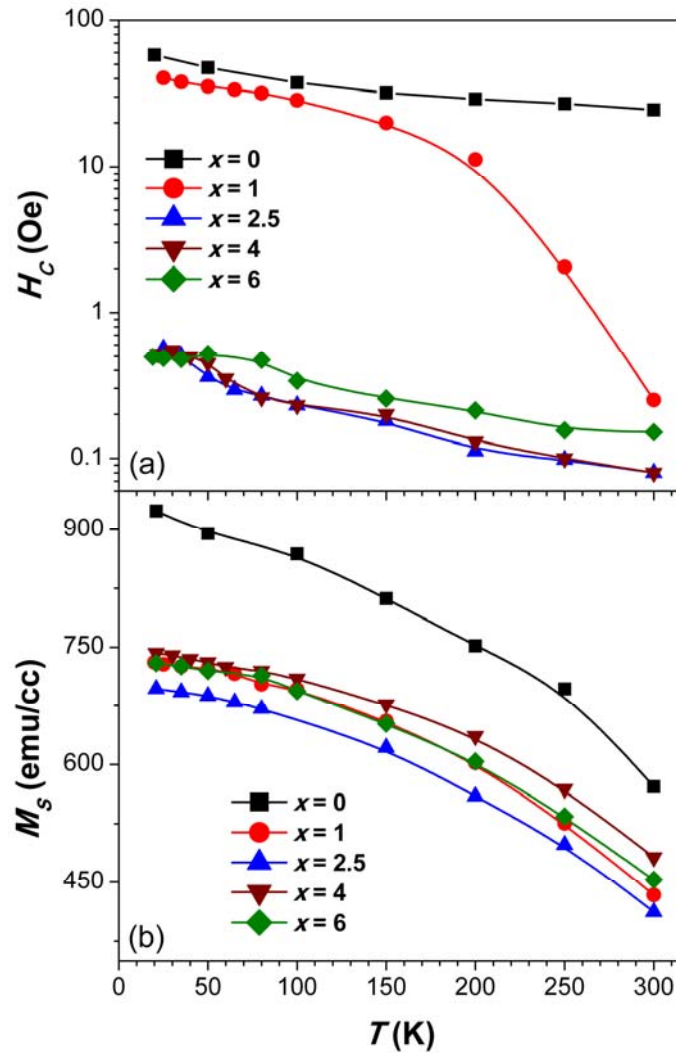 100
10
1
0.1
H_C (Oe)
x = 0
x = 1
x = 2.5
x = 4
x = 6
(a)
900
750
600
450
M_S (emu/cc)
x = 0
x = 1
x = 2.5
x = 4
x = 6
(b)
0 50 100 150 200 250 300
T (K)